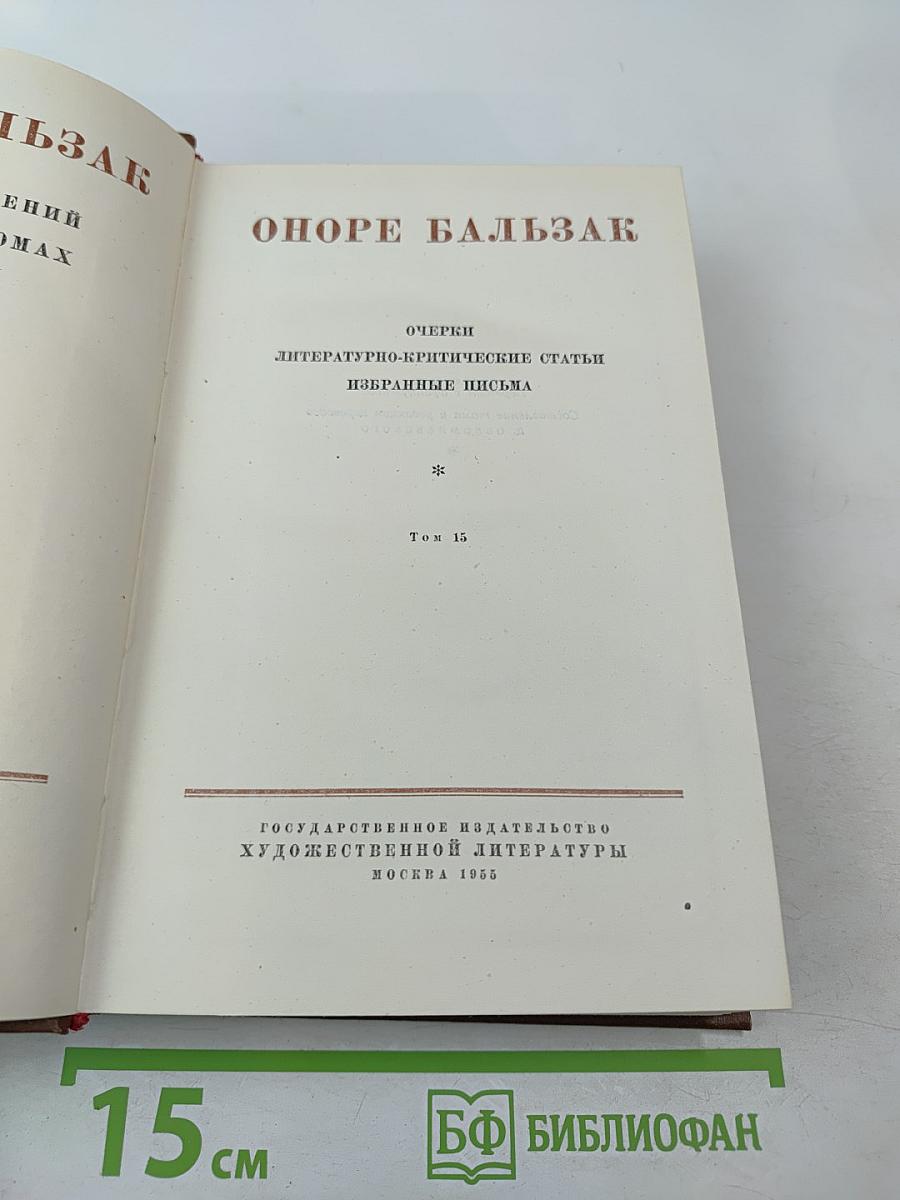 ЛЬЗАК
ЕНИЙ
ОМАХ
ОНОРЕ БАЛЬЗАК
ОЧЕРКИ
ЛИТЕРАТУРНО-КРИТИЧЕСКИЕ СТАТЬИ
ИЗБРАННЫЕ ПИСЬМА
*
Том 15
ГОСУДАРСТВЕННОЕ ИЗДАТЕЛЬСТВО
ХУДОЖЕСТВЕННОЙ ЛИТЕРАТУРЫ
МОСКВА 1955
15 см
БФ БИБЛИОФАН